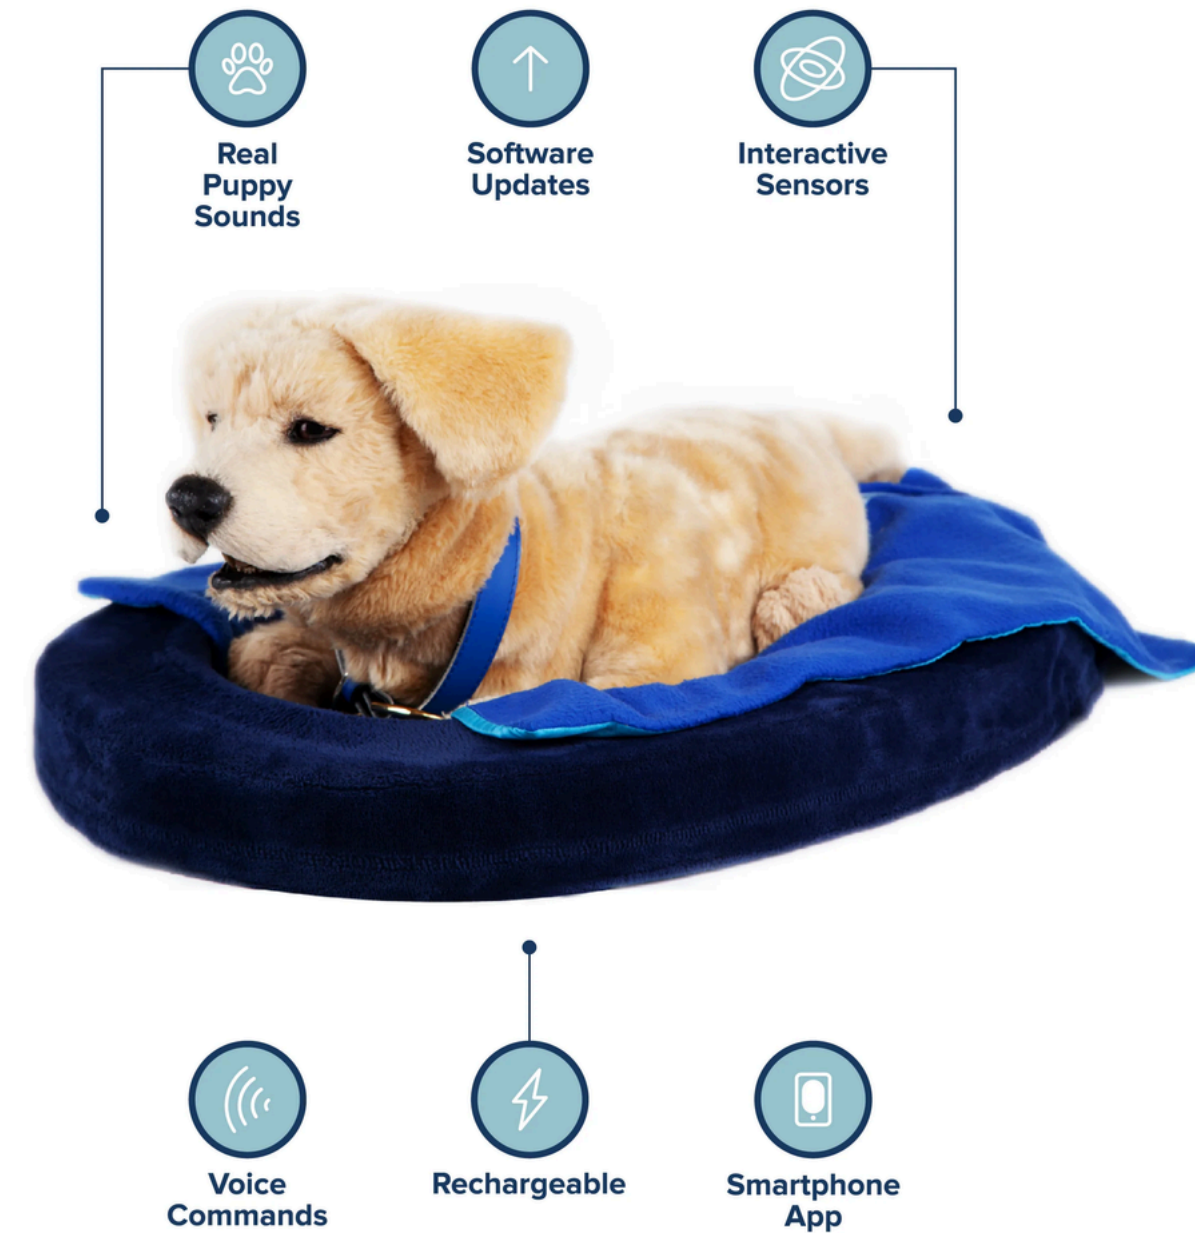 Real
Puppy
Sounds
Software
Updates
Interactive
Sensors
Voice
Commands
Rechargeable
Smartphone
App